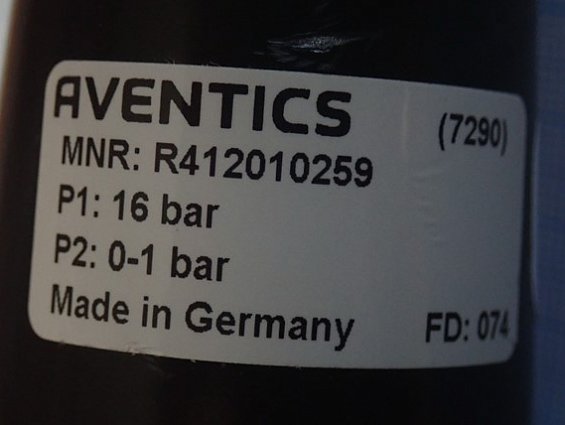 AVENTICS (7290)
MNR: R412010259
P1: 16 bar
P2: 0-1 bar
Made in Germany FD: 074